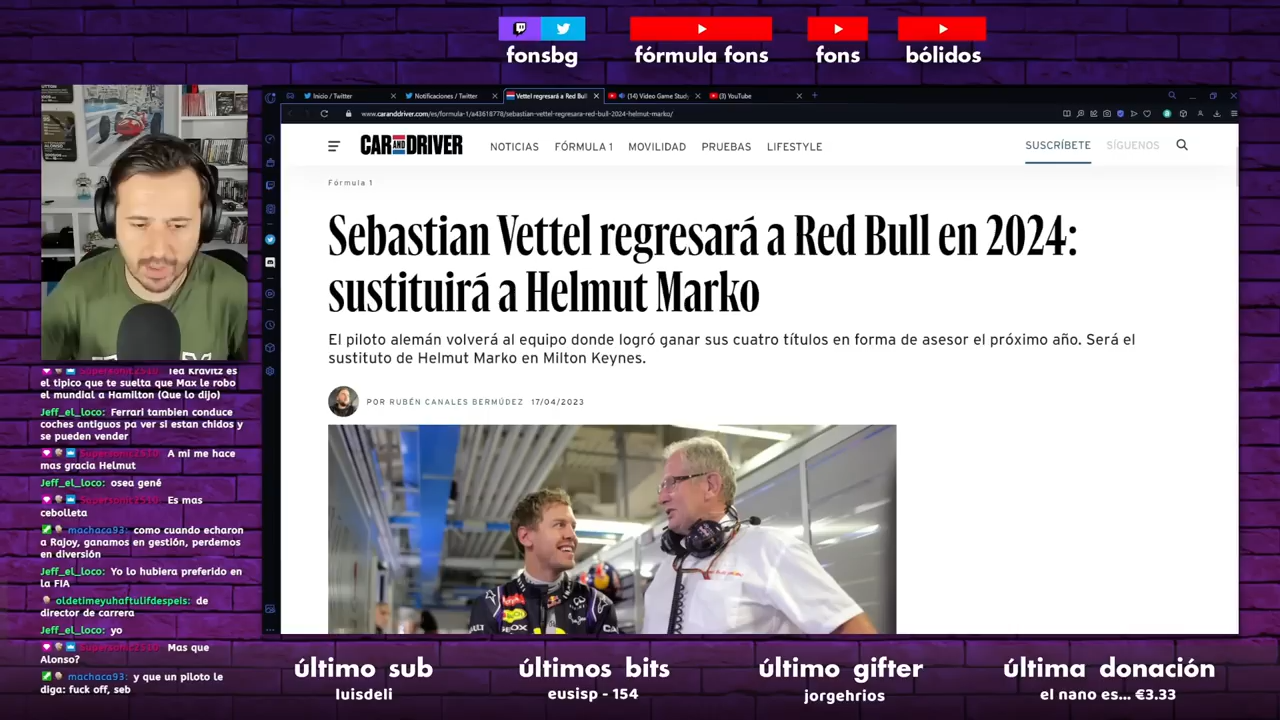 fonsbg
fórmula fons
fons
bólidos
Inicio / Twitter
Notificaciones / Twitter
Vettel regresará a Red Bull
(14) Video Game Study
(3) YouTube
www.caranddriver.com/es/formula-1/a43618778/sebastian-vettel-regresara-red-bull-2024-helmut-marko/
CAR AND DRIVER
NOTICIAS
FÓRMULA 1
MOVILIDAD
PRUEBAS
LIFESTYLE
SUSCRÍBETE
SÍGUENOS
Fórmula 1
Sebastian Vettel regresará a Red Bull en 2024:
sustituirá a Helmut Marko
El piloto alemán volverá al equipo donde logró ganar sus cuatro títulos en forma de asesor el próximo año. Será el
sustituto de Helmut Marko en Milton Keynes.
POR RUBÉN CANALES BERMÚDEZ 17/04/2023
Supersonic2510: Ted Kravitz es
el tipico que te suelta que Max le robo
el mundial a Hamilton (Que lo dijo)
Jeff_el_loco: Ferrari tambien conduce
coches antiguos pa ver si estan chidos y
se pueden vender
Supersonic2510: A mi me hace
mas gracia Helmut
Jeff_el_loco: osea gené
Supersonic2510: Es mas
cebolleta
machaca93: como cuando echaron
a Rajoy, ganamos en gestión, perdemos
en diversión
Jeff_el_loco: Yo lo hubiera preferido en
la FIA
oldetimeyuhaftulifdespeis: de
director de carrera
Jeff_el_loco: yo
Supersonic2510: Mas que
Alonso?
machaca93: y que un piloto le
diga: fuck off, seb
último sub
luisdeli
últimos bits
eusisp - 154
último gifter
jorgehrios
última donación
el nano es... €3.33